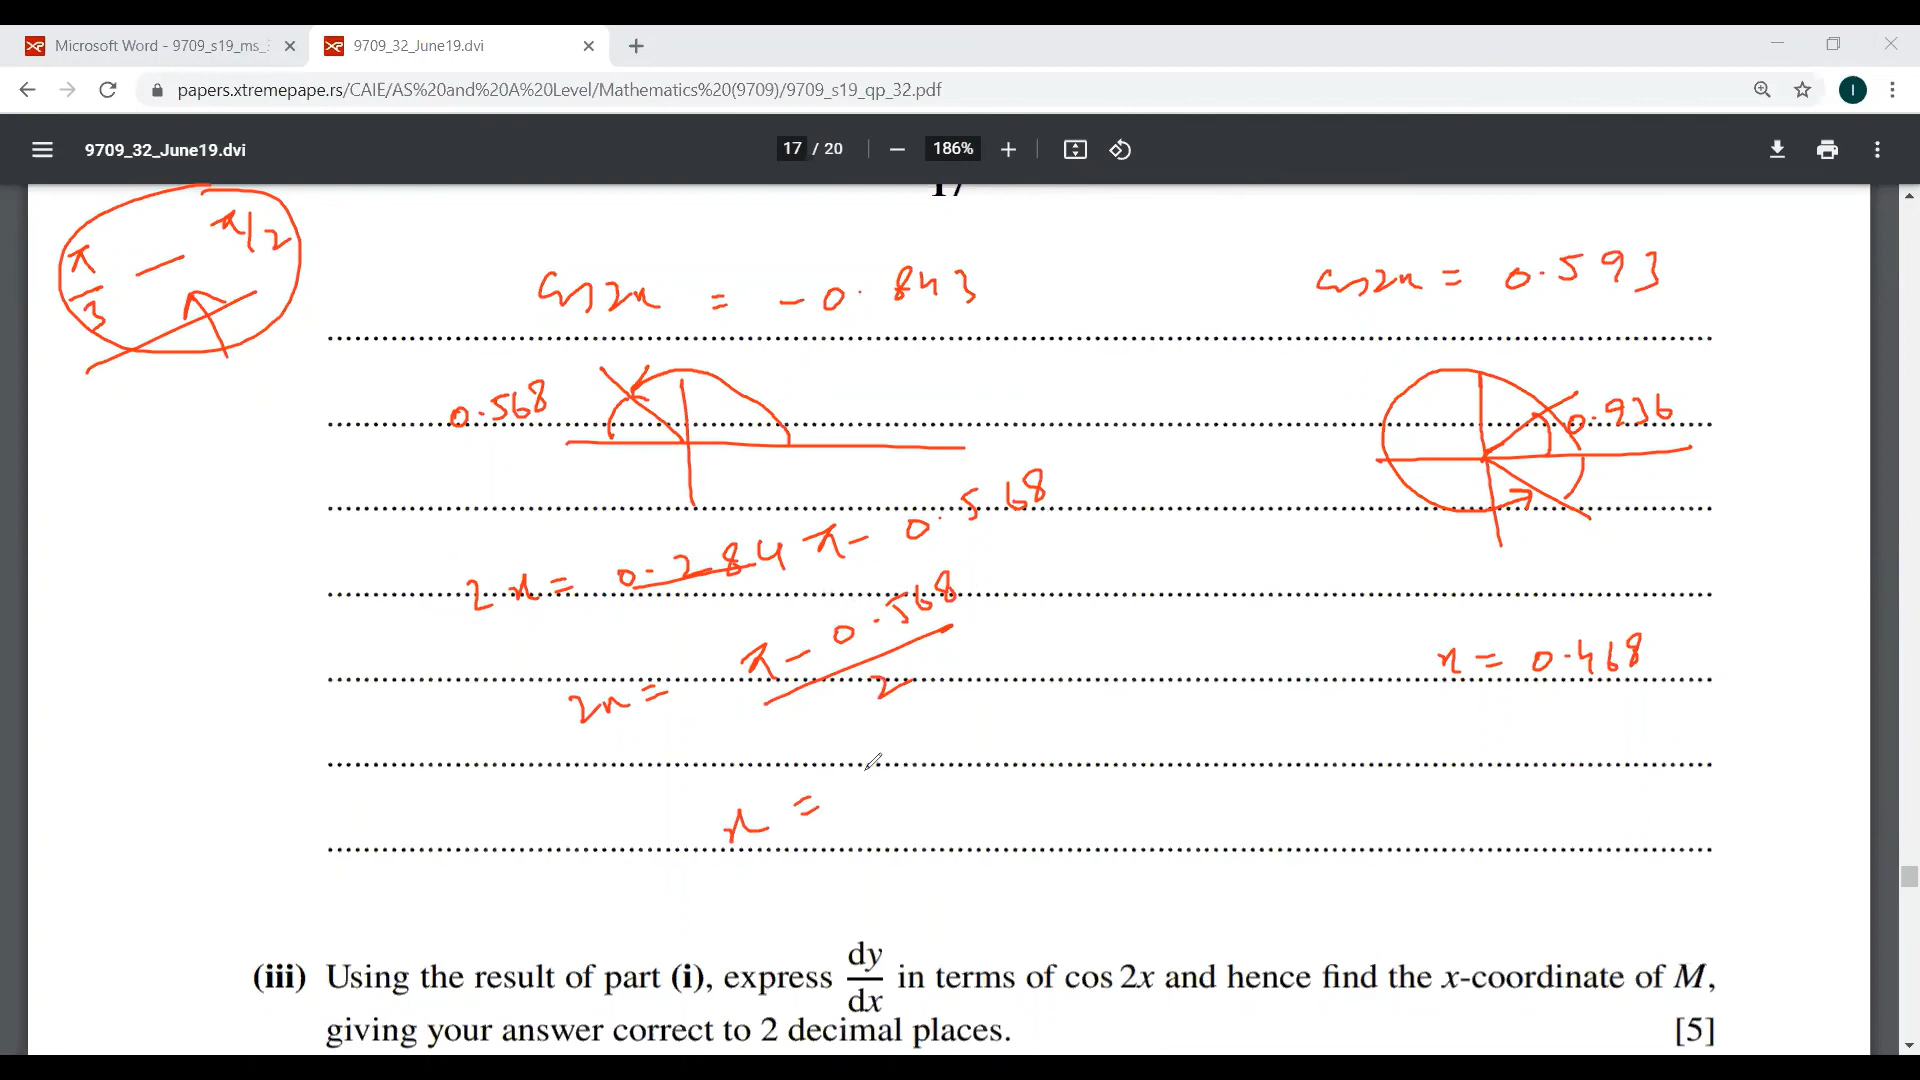 Microsoft Word - 9709_s19_ms_
9709_32_June19.dvi
papers.xtremepape.rs/CAIE/AS%20and%20A%20Level/Mathematics%20(9709)/9709_s19_qp_32.pdf
I
9709_32_June19.dvi
17 / 20
186%
17
π/3 − π/2
cos2x = -0.843
cos2x = 0.593
0.568
0.936
2x = 0.284 π- 0.568
2x = π-0.568 / 2
x = 0.468
x =
(iii) Using the result of part (i), express dy/dx in terms of cos 2x and hence find the x-coordinate of M,
giving your answer correct to 2 decimal places. [5]